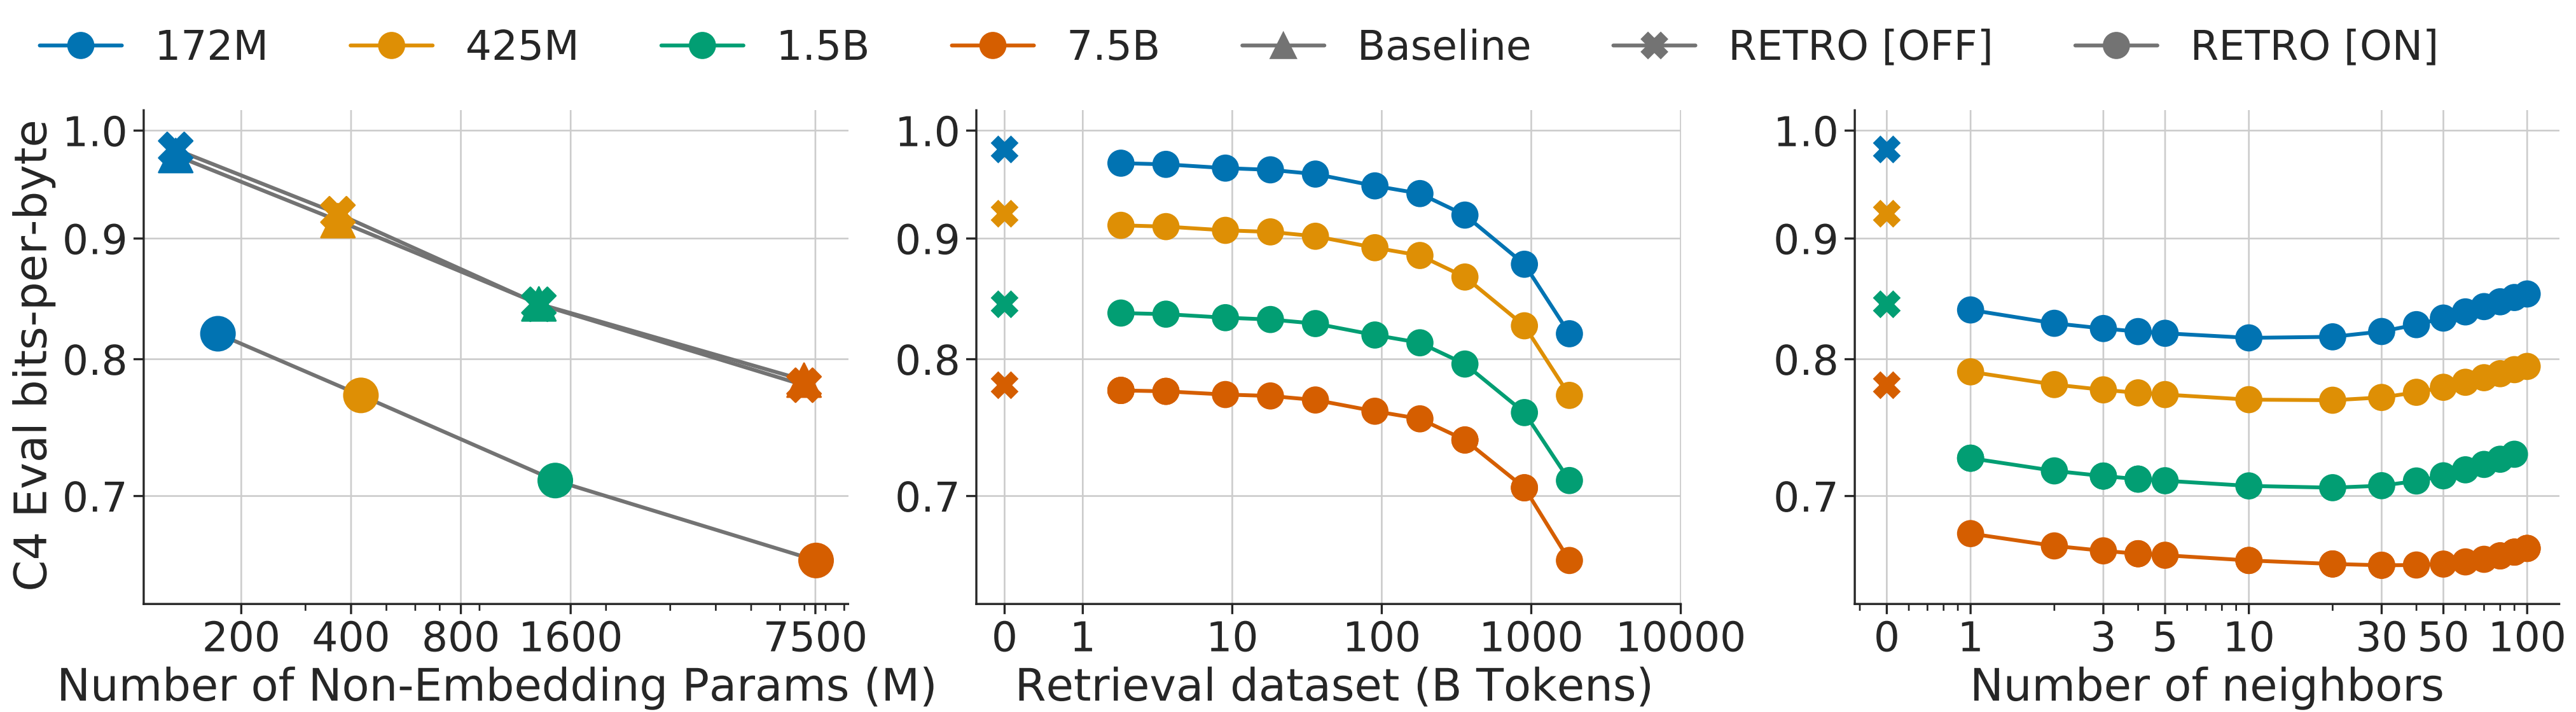 172M 425M 1.5B 7.5B Baseline RETRO [OFF] RETRO [ON]
C4 Eval bits-per-byte
1.0
0.9
0.8
0.7
200 400 800 1600 7500
Number of Non-Embedding Params (M)
1.0
0.9
0.8
0.7
0 1 10 100 1000 10000
Retrieval dataset (B Tokens)
1.0
0.9
0.8
0.7
0 1 3 5 10 30 50 100
Number of neighbors